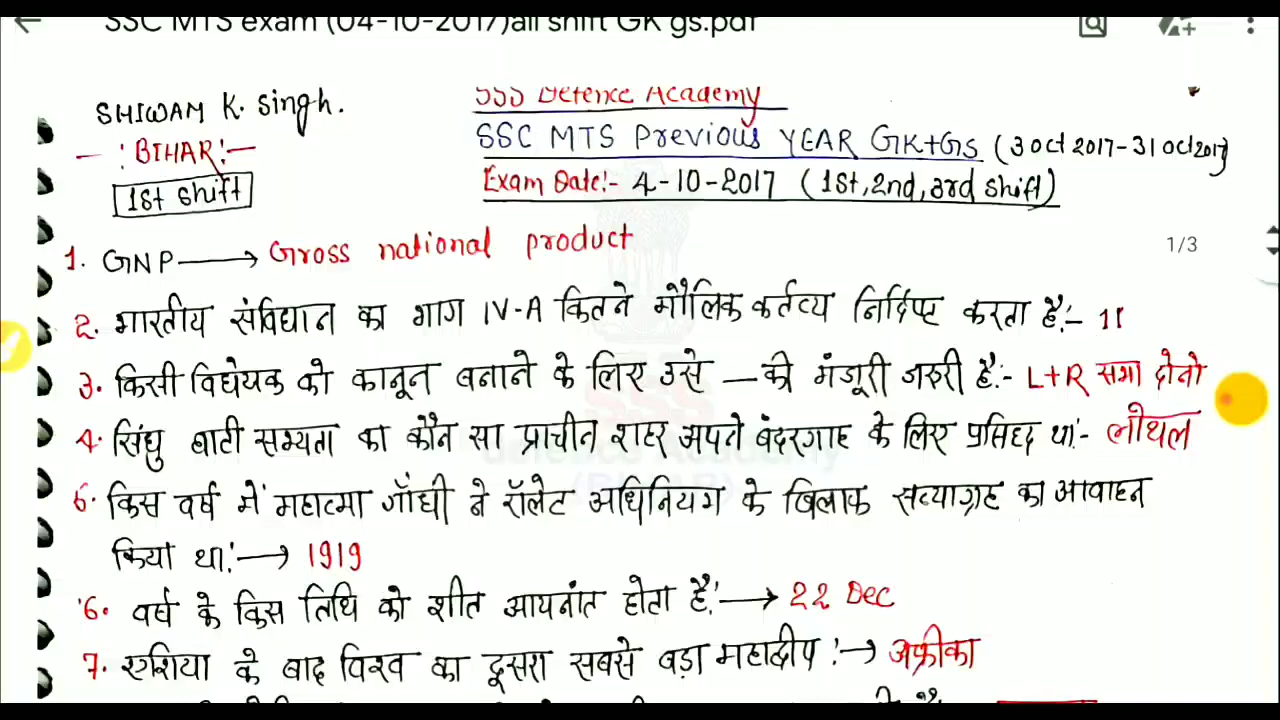 SSC MTS exam (04-10-2017)all shift GK gs.pdf
SHIWAM K. Singh.
SSS Defence Academy
— : BIHAR :—
SSC MTS Previous YEAR GK+GS (3 oct 2017-31 oct 2017)
1st shift
Exam Date:- 4-10-2017 (1st,2nd,3rd shift)
1/3
1. GNP → Gross national product
2. भारतीय संविधान का भाग IV-A कितने मौलिक कर्तव्य निर्दिष्ट करता है:- 11
3. किसी विधेयक को कानून बनाने के लिए उसे —की मंजूरी जरुरी है:- L+R सभा दोनो
4. सिंधु घाटी सभ्यता का कौन सा प्राचीन शहर अपने बंदरगाह के लिए प्रसिध्द था:- लोथल
5. किस वर्ष में महात्मा गाँधी ने रॉलेट अधिनियम के खिलाफ सत्याग्रह का आवाहन
किया था:→ 1919
6. वर्ष के किस तिथि को शीत आयनांत होता है:→ 22 Dec
7. एशिया के बाद विश्व का दूसरा सबसे बड़ा महाद्वीप :→ अफ्रीका